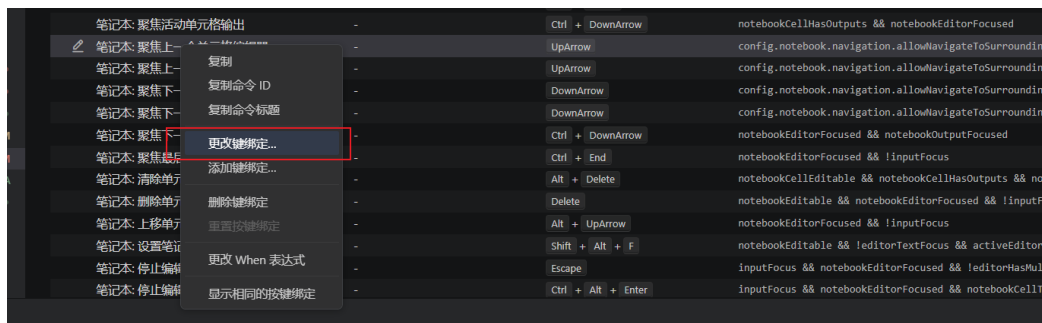 笔记本: 聚焦活动单元格输出 - Ctrl + DownArrow notebookCellHasOutputs && notebookEditorFocused
笔记本: 聚焦上一个单元格编辑器 - UpArrow config.notebook.navigation.allowNavigateToSurroundin
笔记本: 聚焦上一 - UpArrow config.notebook.navigation.allowNavigateToSurroundin
笔记本: 聚焦下一 - DownArrow config.notebook.navigation.allowNavigateToSurroundin
笔记本: 聚焦下一 - DownArrow config.notebook.navigation.allowNavigateToSurroundin
笔记本: 聚焦下一 - Ctrl + DownArrow notebookEditorFocused && notebookOutputFocused
笔记本: 聚焦最后 - Ctrl + End notebookEditorFocused && !inputFocus
笔记本: 清除单元 - Alt + Delete notebookCellEditable && notebookCellHasOutputs && no
笔记本: 删除单元 - Delete notebookEditable && notebookEditorFocused && !inputF
笔记本: 上移单元 - Alt + UpArrow notebookEditorFocused && !inputFocus
笔记本: 设置笔记 - Shift + Alt + F notebookEditable && !editorTextFocus && activeEditor
笔记本: 停止编辑 - Escape inputFocus && notebookEditorFocused && !editorHasMul
笔记本: 停止编辑 - Ctrl + Alt + Enter inputFocus && notebookEditorFocused && notebookCellT
复制
复制命令 ID
复制命令标题
更改键绑定...
添加键绑定...
删除键绑定
重置按键绑定
更改 When 表达式
显示相同的按键绑定